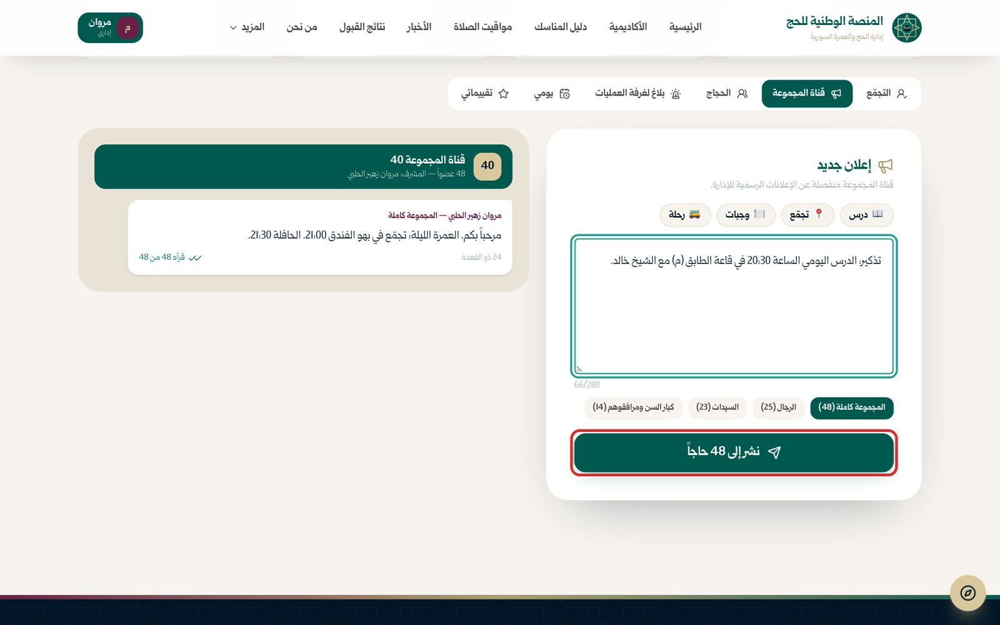 المنصة الوطنية للحج
إدارة الحج والعمرة السورية
الرئيسية
الأكاديمية
دليل المناسك
مواقيت الصلاة
الأخبار
نتائج القبول
من نحن
المزيد
م
مروان
إداري
التجمّع
قناة المجموعة
الحجاج
بلاغ لغرفة العمليات
يومي
تقييماتي
إعلان جديد
قناة المجموعة منفصلة عن الإعلانات الرسمية للإدارة.
درس
تجمّع
وجبات
رحلة
تذكير: الدرس اليومي الساعة 20:30 في قاعة الطابق (م) مع الشيخ خالد.
66/280
المجموعة كاملة (48)
الرجال (25)
السيدات (23)
كبار السن ومرافقوهم (14)
نشر إلى 48 حاجاً
40
قناة المجموعة 40
48 عضواً — المشرف: مروان زهير الحلبي
مروان زهير الحلبي — المجموعة كاملة
مرحباً بكم. العمرة الليلة: تجمّع في بهو الفندق 21:00. الحافلة 21:30.
24 ذو القعدة
قرأه 48 من 48